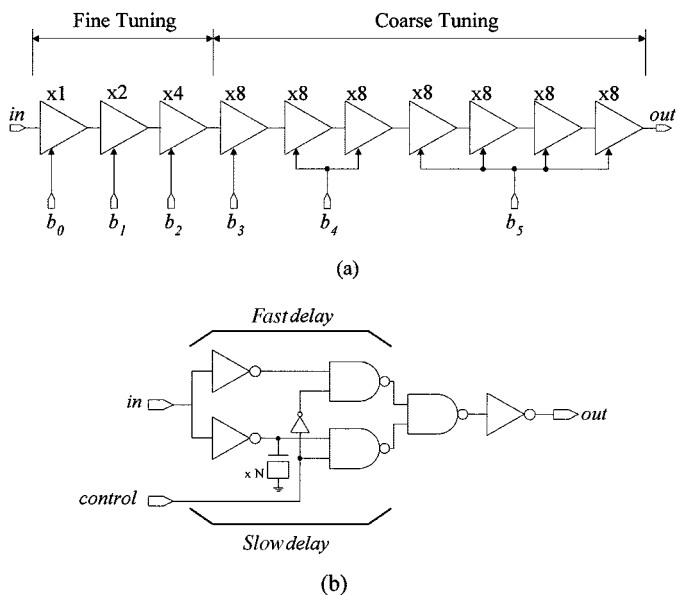 Fine Tuning Coarse Tuning
x1 x2 x4 x8 x8 x8 x8 x8 x8 x8
in out
b0 b1 b2 b3 b4 b5
(a)
Fast delay
in out
x N
control
Slow delay
(b)